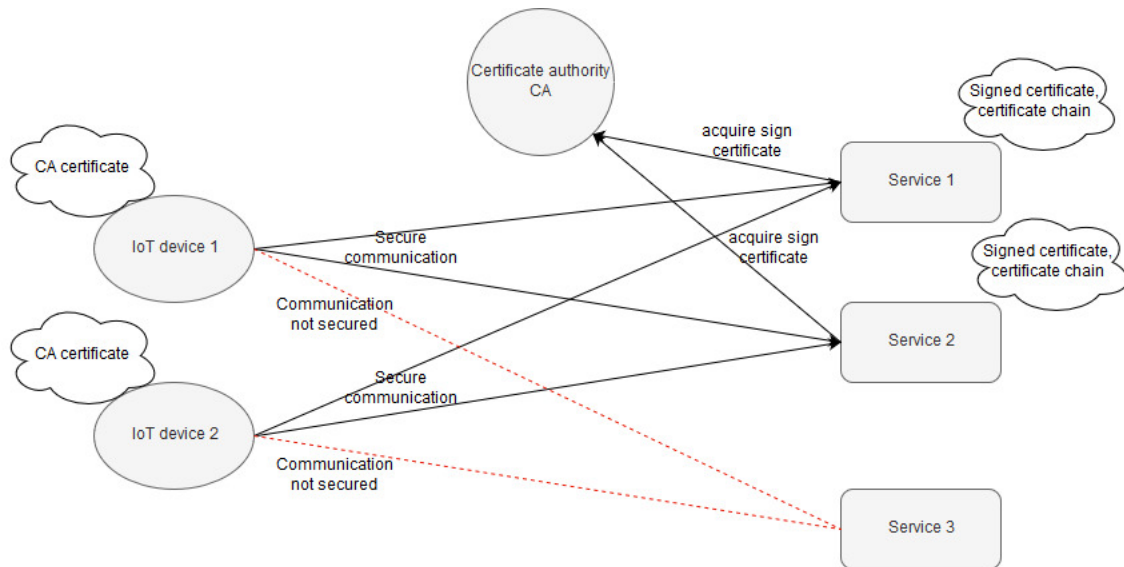 Certificate authority
CA
Signed certificate,
certificate chain
acquire sign
certificate
CA certificate
Service 1
IoT device 1
Secure
communication
acquire sign
certificate
Signed certificate,
certificate chain
Communication
not secured
CA certificate
Service 2
Secure
communication
IoT device 2
Communication
not secured
Service 3